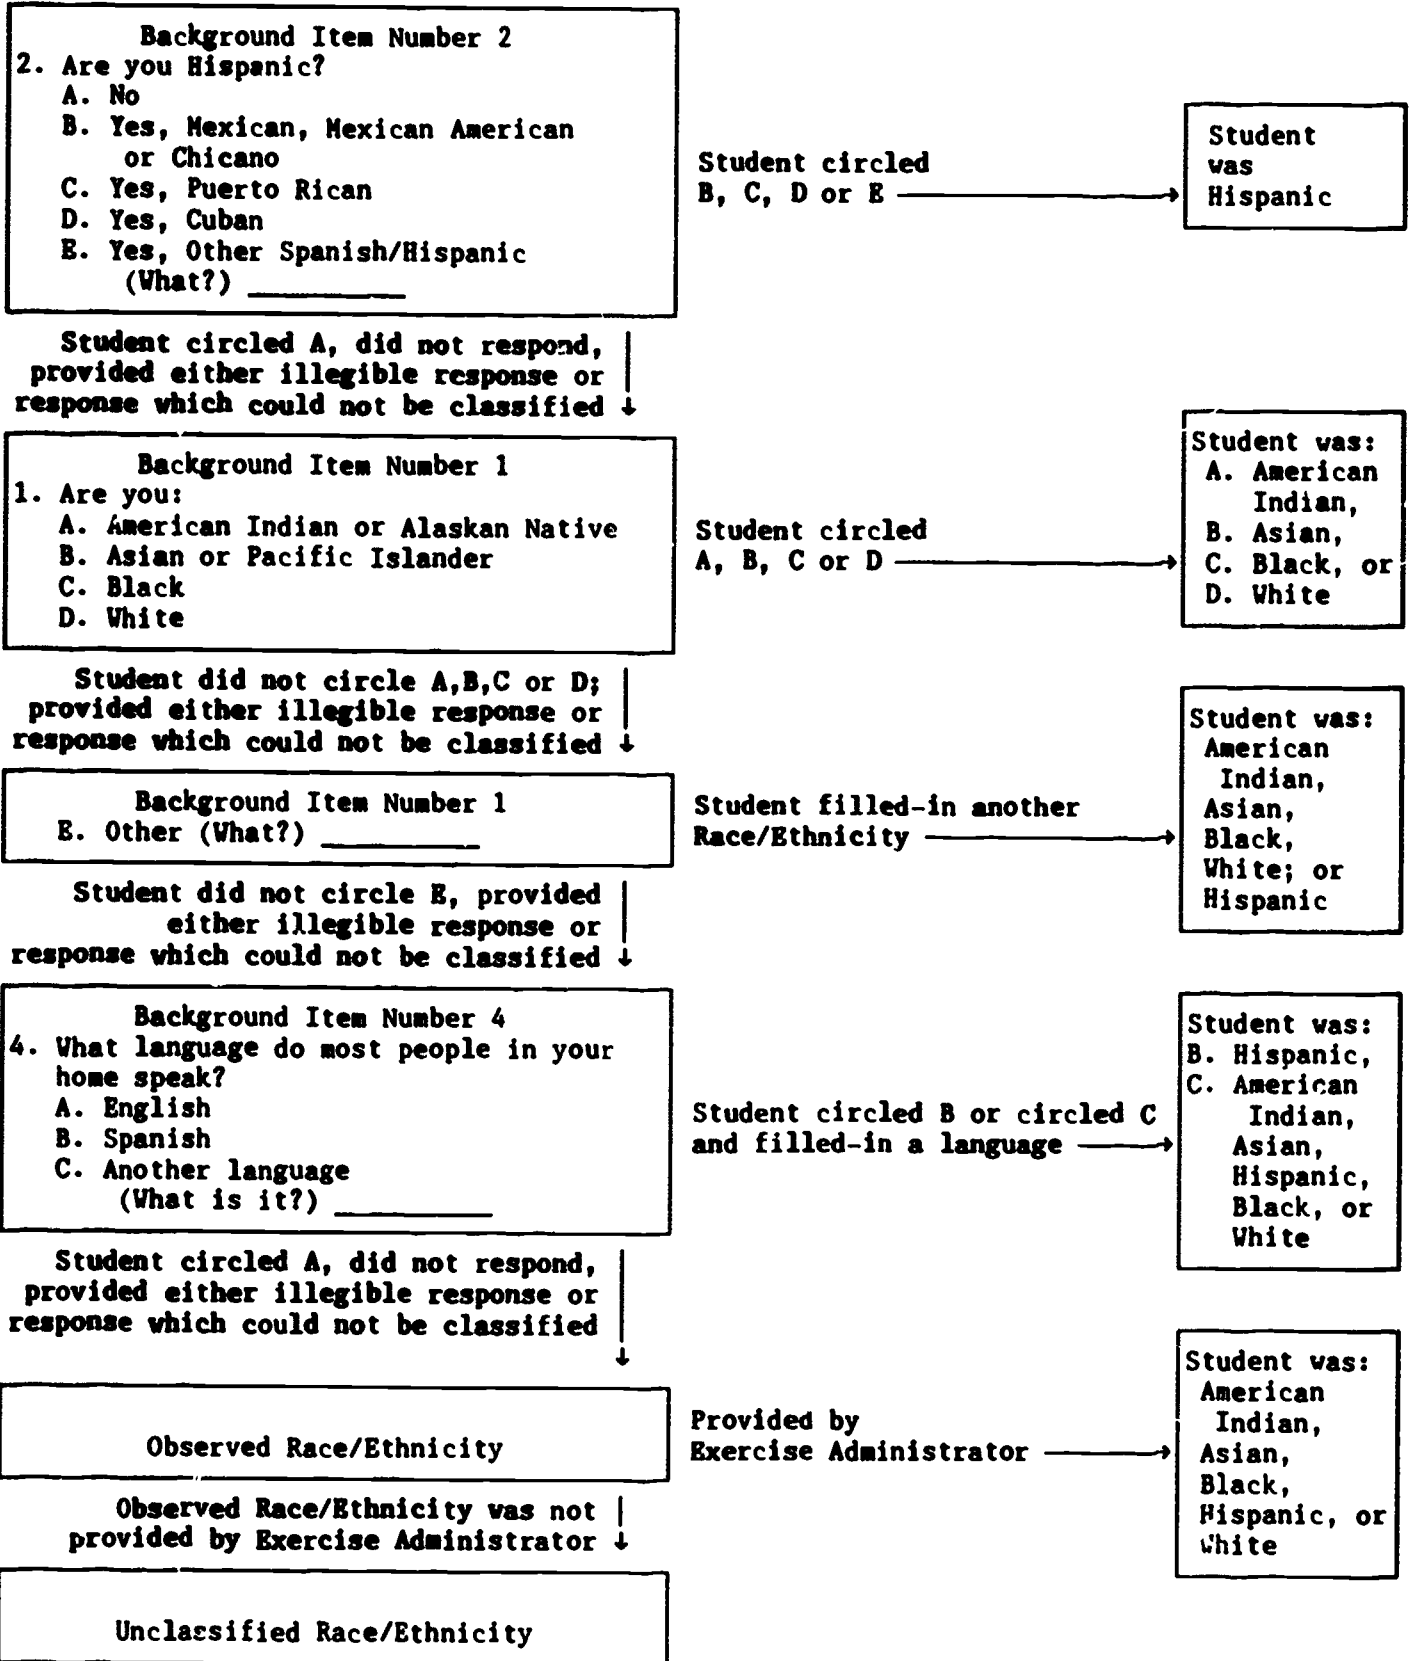 Background Item Number 2
2. Are you Hispanic?
A. No
B. Yes, Mexican, Mexican American
or Chicano
C. Yes, Puerto Rican
D. Yes, Cuban
E. Yes, Other Spanish/Hispanic
(What?) __________
Student circled
B, C, D or E
Student
was
Hispanic
Student circled A, did not respond,
provided either illegible response or
response which could not be classified
Background Item Number 1
1. Are you:
A. American Indian or Alaskan Native
B. Asian or Pacific Islander
C. Black
D. White
Student circled
A, B, C or D
Student was:
A. American
Indian,
B. Asian,
C. Black, or
D. White
Student did not circle A,B,C or D;
provided either illegible response or
response which could not be classified
Background Item Number 1
E. Other (What?) __________
Student filled-in another
Race/Ethnicity
Student was:
American
Indian,
Asian,
Black,
White; or
Hispanic
Student did not circle E, provided
either illegible response or
response which could not be classified
Background Item Number 4
4. What language do most people in your
home speak?
A. English
B. Spanish
C. Another language
(What is it?) __________
Student circled B or circled C
and filled-in a language
Student was:
B. Hispanic,
C. American
Indian,
Asian,
Hispanic,
Black, or
White
Student circled A, did not respond,
provided either illegible response or
response which could not be classified
Observed Race/Ethnicity
Provided by
Exercise Administrator
Student was:
American
Indian,
Asian,
Black,
Hispanic, or
White
Observed Race/Ethnicity was not
provided by Exercise Administrator
Unclassified Race/Ethnicity